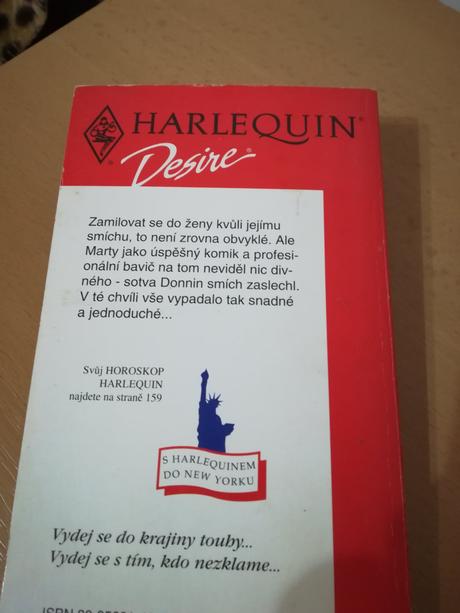 HARLEQUIN®
Desire®
Zamilovat se do ženy kvůli jejímu
smíchu, to není zrovna obvyklé. Ale
Marty jako úspěšný komik a profesi-
onální bavič na tom neviděl nic div-
ného - sotva Donnin smích zaslechl.
V té chvíli vše vypadalo tak snadné
a jednoduché...
Svůj HOROSKOP
HARLEQUIN
najdete na straně 159
S HARLEQUINEM
DO NEW YORKU
Vydej se do krajiny touhy...
Vydej se s tím, kdo nezklame...